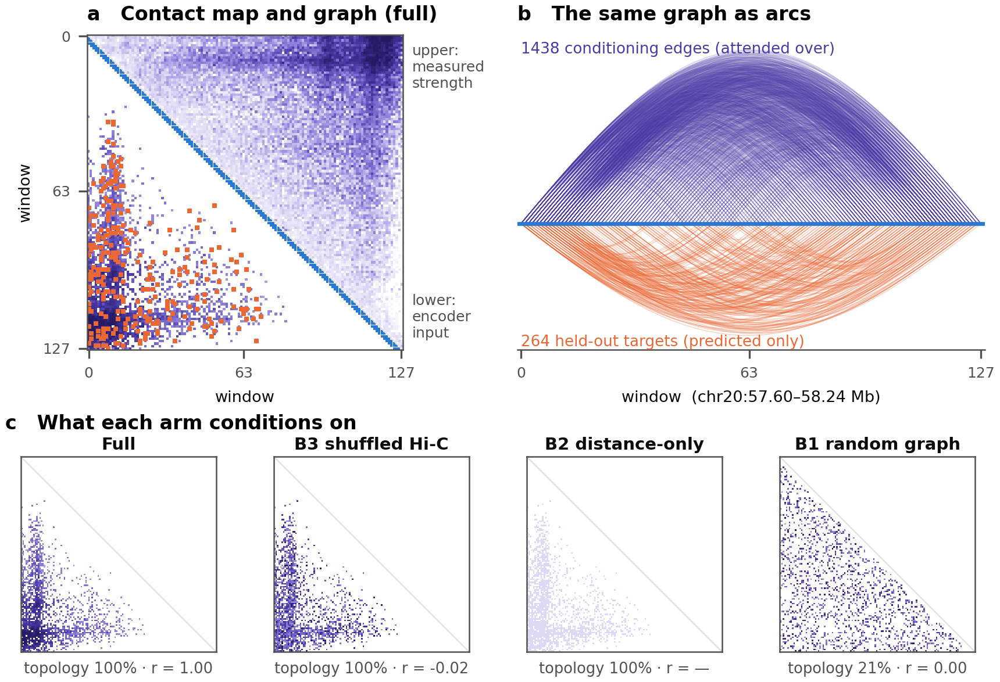 a Contact map and graph (full)
0
63
127
window
0
63
127
window
upper:
measured
strength
lower:
encoder
input
b The same graph as arcs
1438 conditioning edges (attended over)
264 held-out targets (predicted only)
0
63
127
window (chr20:57.60–58.24 Mb)
c What each arm conditions on
Full
topology 100% · r = 1.00
B3 shuffled Hi-C
topology 100% · r = -0.02
B2 distance-only
topology 100% · r = —
B1 random graph
topology 21% · r = 0.00